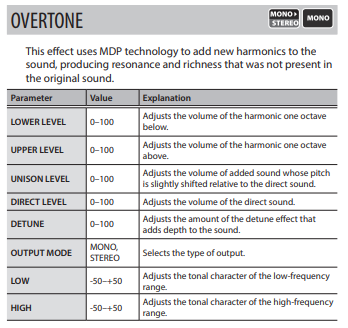 OVERTONE
MONO▶
STEREO
MONO
This effect uses MDP technology to add new harmonics to the
sound, producing resonance and richness that was not present in
the original sound.
Parameter Value Explanation
LOWER LEVEL 0–100 Adjusts the volume of the harmonic one octave
below.
UPPER LEVEL 0–100 Adjusts the volume of the harmonic one octave
above.
UNISON LEVEL 0–100 Adjusts the volume of added sound whose pitch
is slightly shifted relative to the direct sound.
DIRECT LEVEL 0–100 Adjusts the volume of the direct sound.
DETUNE 0–100 Adjusts the amount of the detune effect that
adds depth to the sound.
OUTPUT MODE MONO,
STEREO Selects the type of output.
LOW -50–+50 Adjusts the tonal character of the low-frequency
range.
HIGH -50–+50 Adjusts the tonal character of the high-frequency
range.